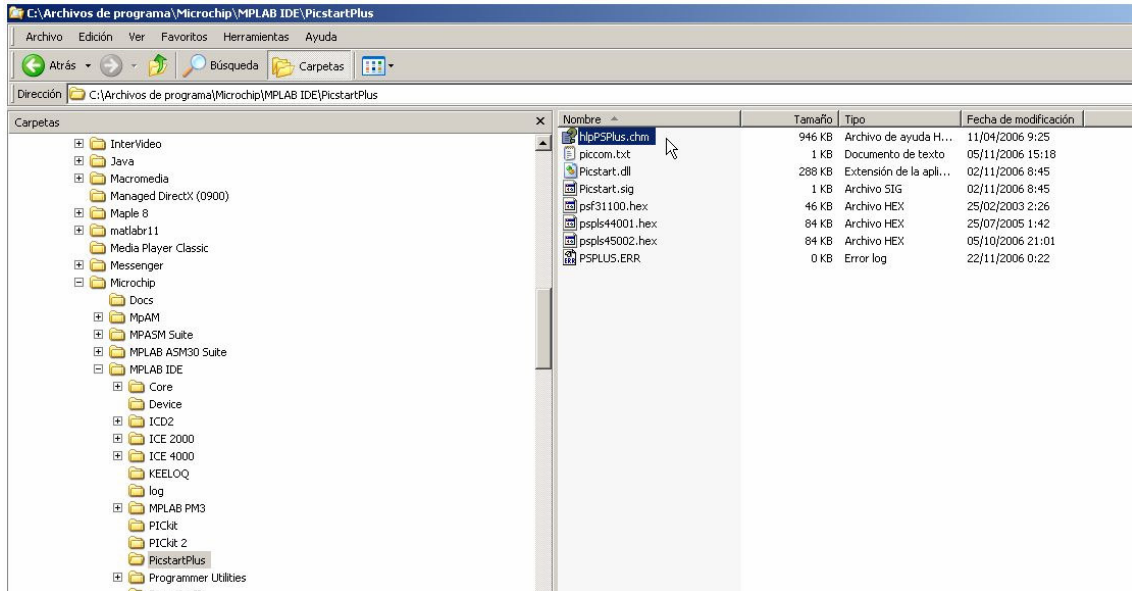 C:\Archivos de programa\Microchip\MPLAB IDE\PicstartPlus
Archivo Edición Ver Favoritos Herramientas Ayuda
Atrás Búsqueda Carpetas
Dirección C:\Archivos de programa\Microchip\MPLAB IDE\PicstartPlus
Carpetas x
InterVideo
Java
Macromedia
Managed DirectX (0900)
Maple 8
matlabr11
Media Player Classic
Messenger
Microchip
Docs
MpAM
MPASM Suite
MPLAB ASM30 Suite
MPLAB IDE
Core
Device
ICD2
ICE 2000
ICE 4000
KEELOQ
log
MPLAB PM3
PICkit
PICkit 2
PicstartPlus
Programmer Utilities
Nombre Tamaño Tipo Fecha de modificación
hlpPSPlus.chm 946 KB Archivo de ayuda H... 11/04/2006 9:25
piccom.txt 1 KB Documento de texto 05/11/2006 15:18
Picstart.dll 288 KB Extensión de la apli... 02/11/2006 8:45
Picstart.sig 1 KB Archivo SIG 02/11/2006 8:45
psf31100.hex 46 KB Archivo HEX 25/02/2003 2:26
pspls44001.hex 84 KB Archivo HEX 25/07/2005 1:42
pspls45002.hex 84 KB Archivo HEX 05/10/2006 21:01
PSPLUS.ERR 0 KB Error log 22/11/2006 0:22